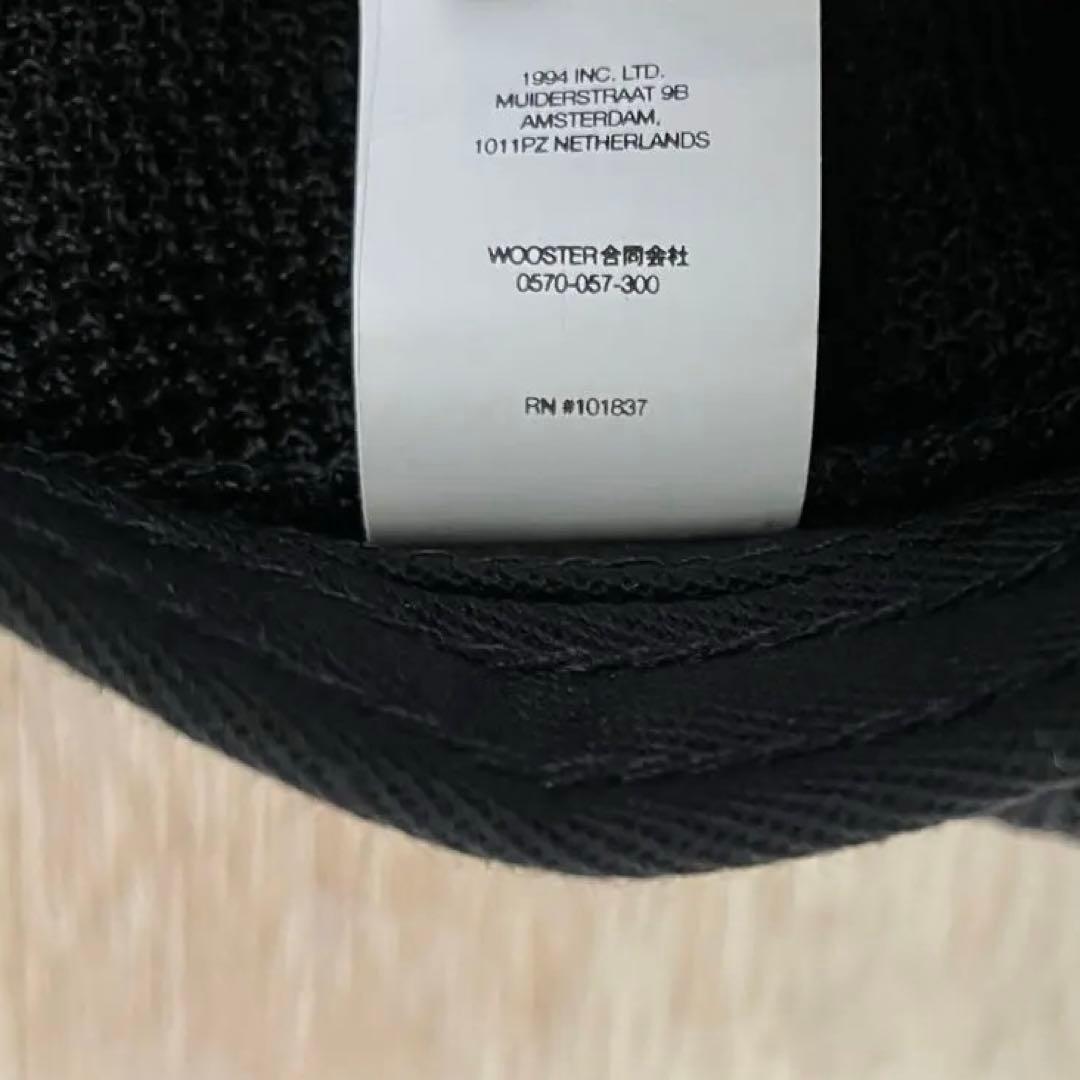 1994 INC. LTD.
MUIDERSTRAAT 9B
AMSTERDAM,
1011PZ NETHERLANDS
WOOSTER合同会社
0570-057-300
RN #101837